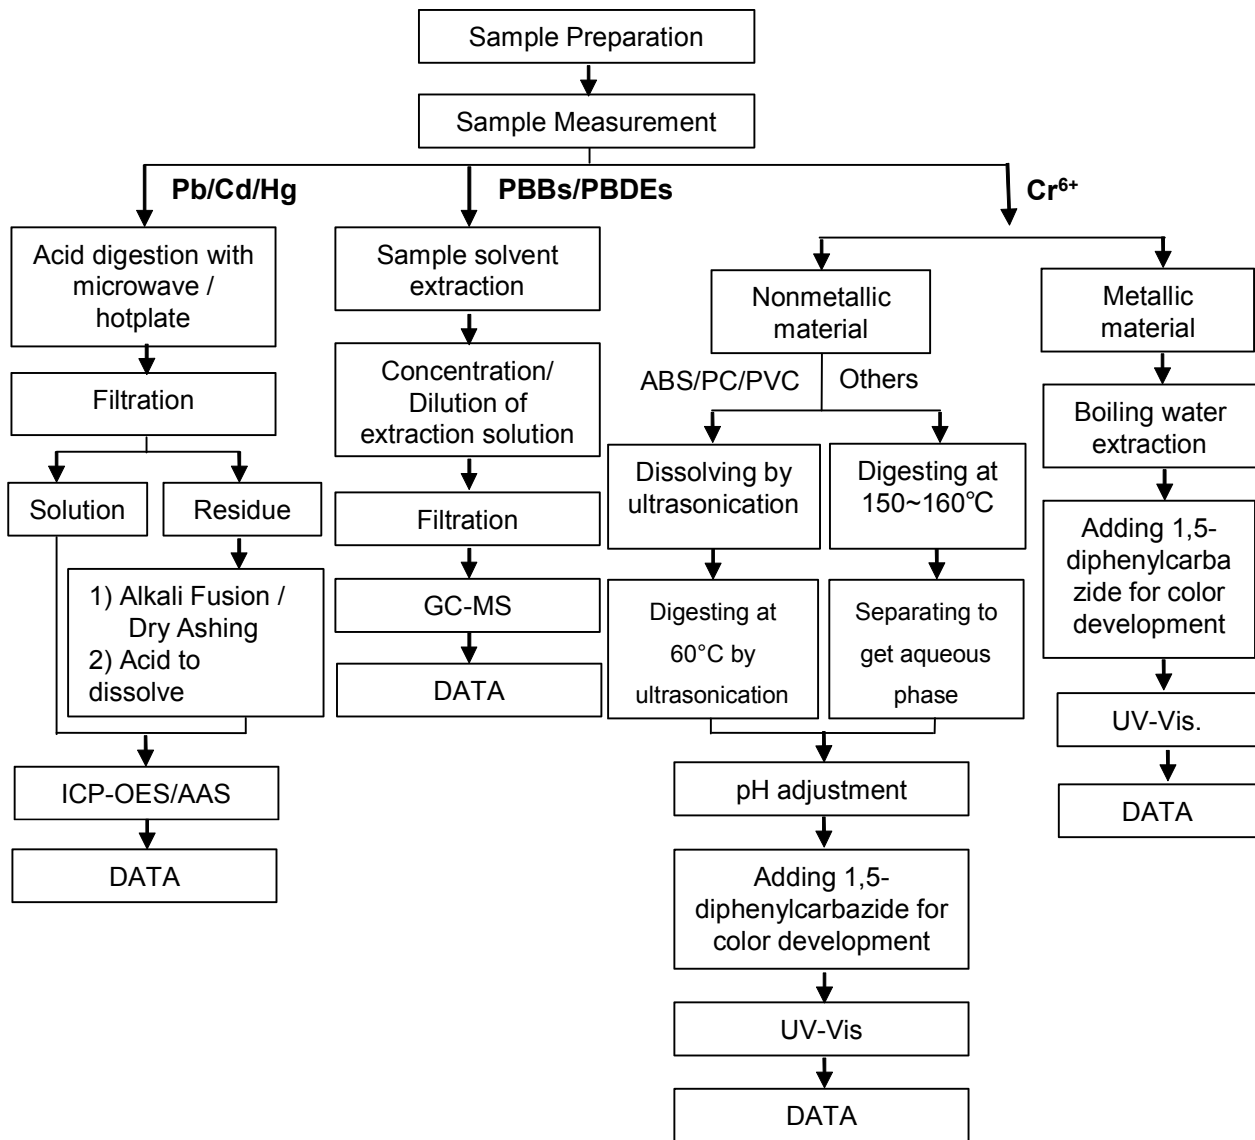 Sample Preparation
Sample Measurement
Pb/Cd/Hg
PBBs/PBDEs
Cr⁶⁺
Acid digestion with
microwave /
hotplate
Filtration
Solution
Residue
1) Alkali Fusion /
Dry Ashing
2) Acid to
dissolve
ICP-OES/AAS
DATA
Sample solvent
extraction
Concentration/
Dilution of
extraction solution
Filtration
GC-MS
DATA
Nonmetallic
material
ABS/PC/PVC
Others
Dissolving by
ultrasonication
Digesting at
60°C by
ultrasonication
Digesting at
150~160℃
Separating to
get aqueous
phase
pH adjustment
Adding 1,5-
diphenylcarbazide for
color development
UV-Vis
DATA
Metallic
material
Boiling water
extraction
Adding 1,5-
diphenylcarba
zide for color
development
UV-Vis.
DATA